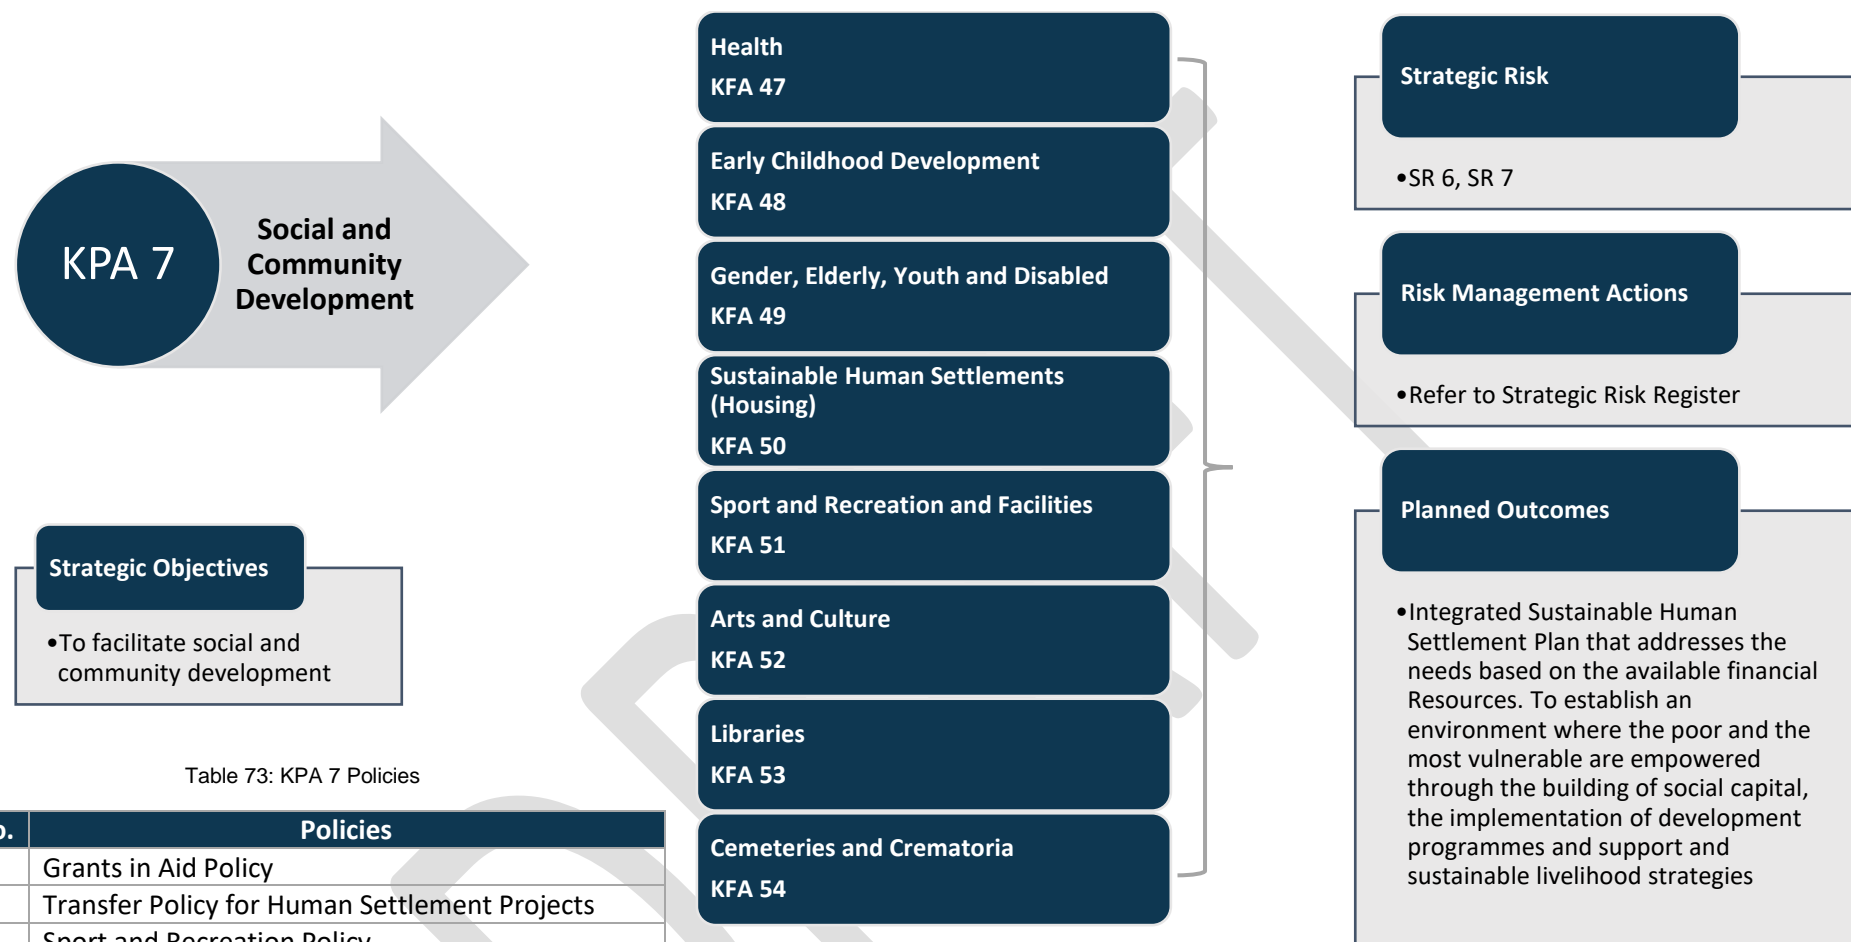 KPA 7
Social and
Community
Development
Strategic Objectives
•To facilitate social and
community development
Table 73: KPA 7 Policies
Policies
Grants in Aid Policy
Transfer Policy for Human Settlement Projects
Sport and Recreation Policy
Health
KFA 47
Early Childhood Development
KFA 48
Gender, Elderly, Youth and Disabled
KFA 49
Sustainable Human Settlements
(Housing)
KFA 50
Sport and Recreation and Facilities
KFA 51
Arts and Culture
KFA 52
Libraries
KFA 53
Cemeteries and Crematoria
KFA 54
Strategic Risk
•SR 6, SR 7
Risk Management Actions
•Refer to Strategic Risk Register
Planned Outcomes
•Integrated Sustainable Human
Settlement Plan that addresses the
needs based on the available financial
Resources. To establish an
environment where the poor and the
most vulnerable are empowered
through the building of social capital,
the implementation of development
programmes and support and
sustainable livelihood strategies